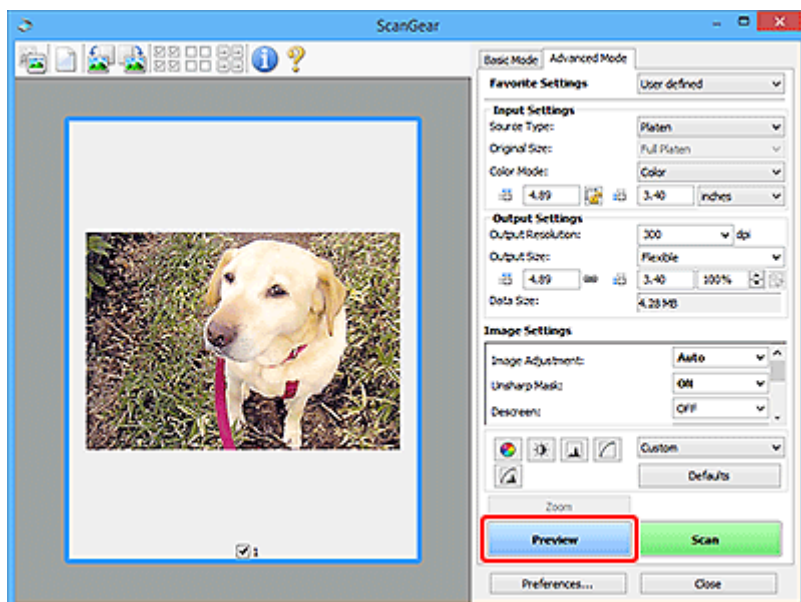 ScanGear
Basic Mode Advanced Mode
Favorite Settings User defined
Input Settings
Source Type: Platen
Original Size: Full Platen
Color Mode: Color
4.89 3.40 inches
Output Settings
Output Resolution: 300 dpi
Output Size: Flexible
4.89 3.40 100%
Data Size: 4.28 MB
Image Settings
Image Adjustment: Auto
Unsharp Mask: ON
Descreen: OFF
Custom
Defaults
Zoom
Preview Scan
1
Preferences... Close